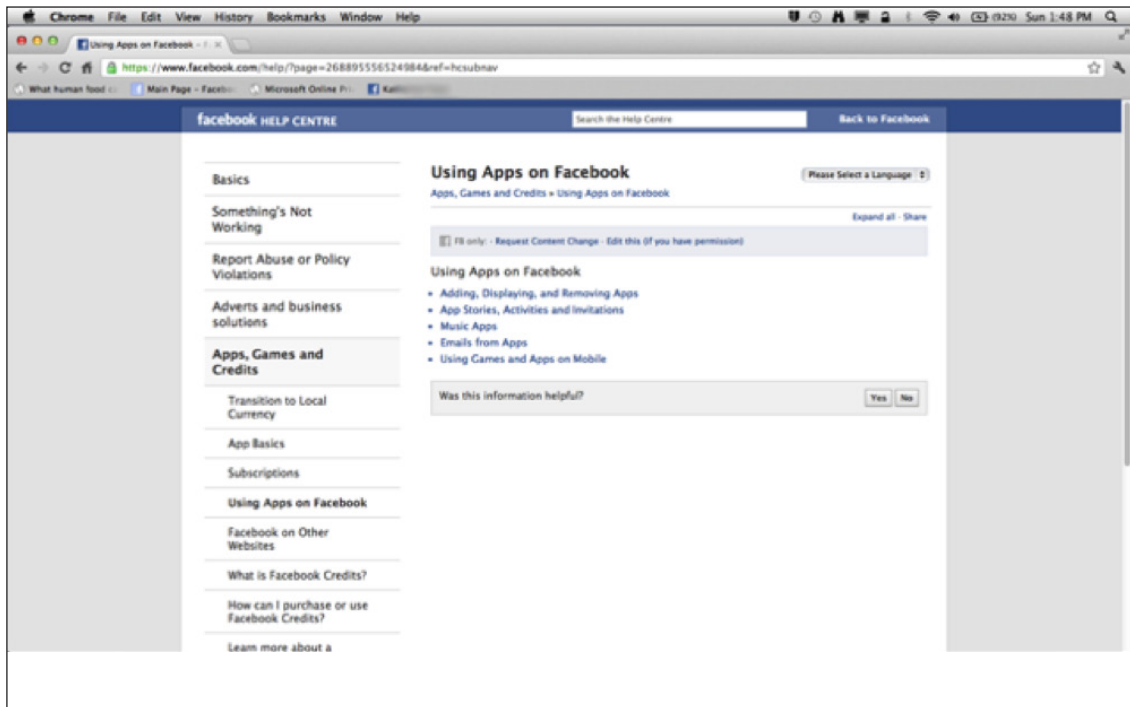 Chrome File Edit View History Bookmarks Window Help
Sun 1:48 PM
Using Apps on Facebook
https://www.facebook.com/help/?page=268895556524984&ref=hcsubnav
What human food
Main Page - Facebo
Microsoft Online Pr
facebook HELP CENTRE
Search the Help Centre
Back to Facebook
Basics
Something's Not
Working
Report Abuse or Policy
Violations
Adverts and business
solutions
Apps, Games and
Credits
Transition to Local
Currency
App Basics
Subscriptions
Using Apps on Facebook
Facebook on Other
Websites
What is Facebook Credits?
How can I purchase or use
Facebook Credits?
Learn more about a
Using Apps on Facebook
Please Select a Language
Apps, Games and Credits » Using Apps on Facebook
Expand all · Share
FB only: · Request Content Change · Edit this (if you have permission)
Using Apps on Facebook
Adding, Displaying, and Removing Apps
App Stories, Activities and Invitations
Music Apps
Emails from Apps
Using Games and Apps on Mobile
Was this information helpful?
Yes No